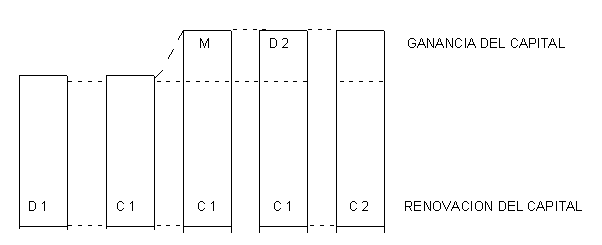 M D 2 GANANCIA DEL CAPITAL
D 1 C 1 C 1 C 1 C 2 RENOVACION DEL CAPITAL